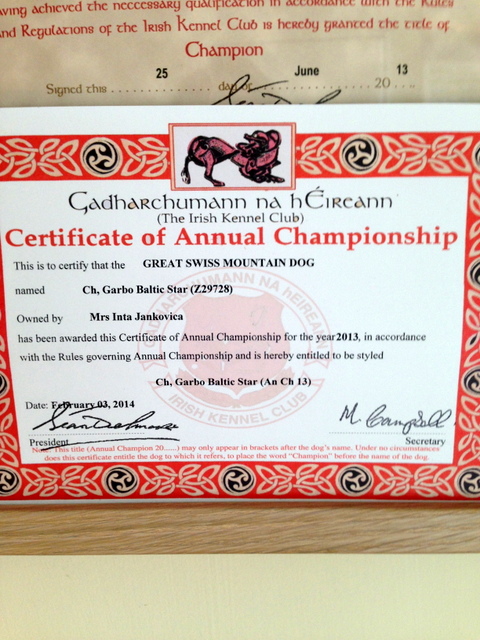 aving achieved the neccessary qualification in accordance with the Rules
nd Regulations of the Irish Kennel Club is hereby granted the title of
Champion
25 June 13
Signed this .............. day of .................. 20....
Gadharchumann na hÉireann
(The Irish Kennel Club)
Certificate of Annual Championship
This is to certify that the GREAT SWISS MOUNTAIN DOG
named Ch, Garbo Baltic Star (Z29728)
Owned by Mrs Inta Jankovica
has been awarded this Certificate of Annual Championship for the year 2013, in accordance
with the Rules governing Annual Championship and is hereby entitled to be styled
Ch, Garbo Baltic Star (An Ch 13)
GADHARCHUMANN NA hÉIREANN
IRISH KENNEL CLUB
Date: February 03, 2014
M. Campbell
President Secretary
Note: This title (Annual Champion 20......) may only appear in brackets after the dog's name. Under no circumstances
does this certificate entitle the dog to which it refers, to place the word "Champion" before the name of the dog.